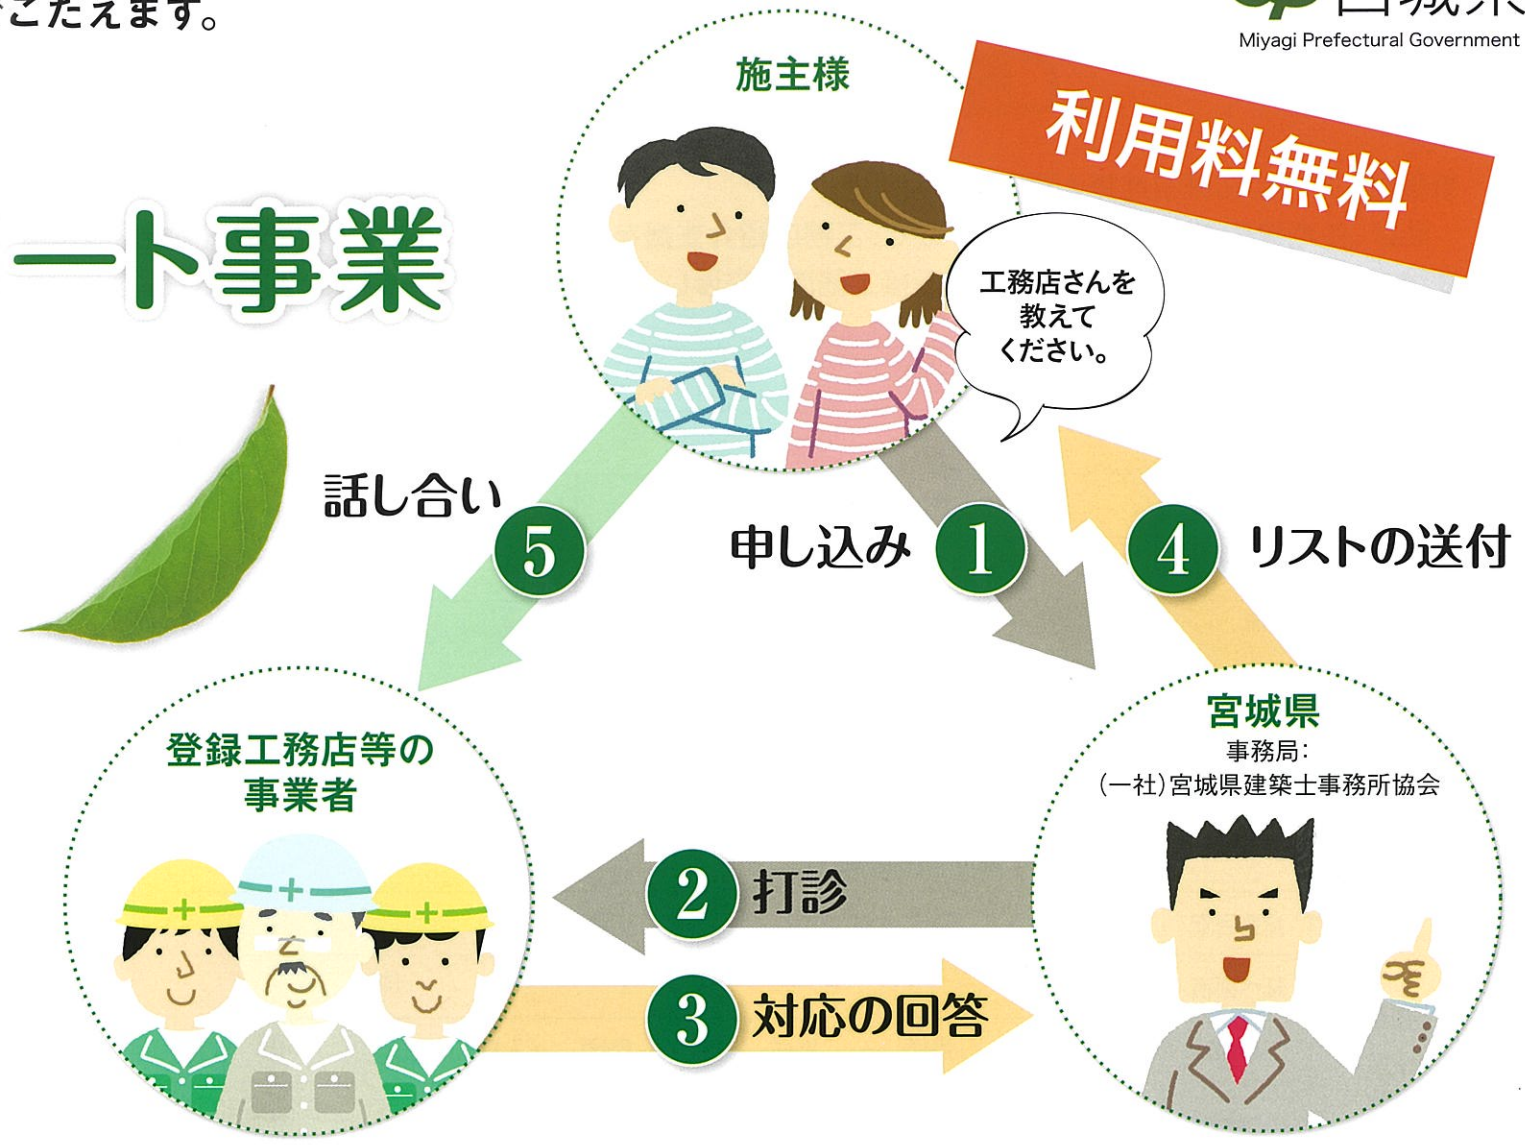 こたえます。
宮城県
Miyagi Prefectural Government
施主様
利用料無料
ート事業
工務店さんを
教えて
ください。
話し合い
5
申し込み
1
4
リストの送付
登録工務店等の
事業者
宮城県
事務局：
（一社）宮城県建築士事務所協会
2
打診
3
対応の回答